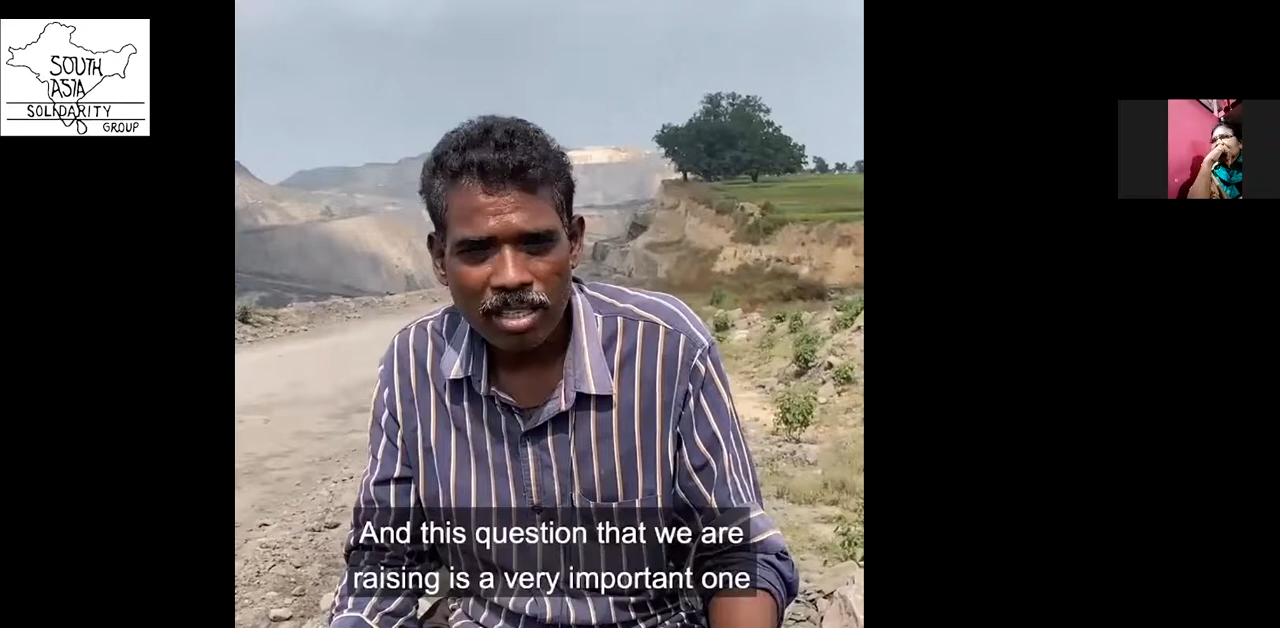 SOUTH
ASIA
SOLIDARITY
GROUP
And this question that we are
raising is a very important one